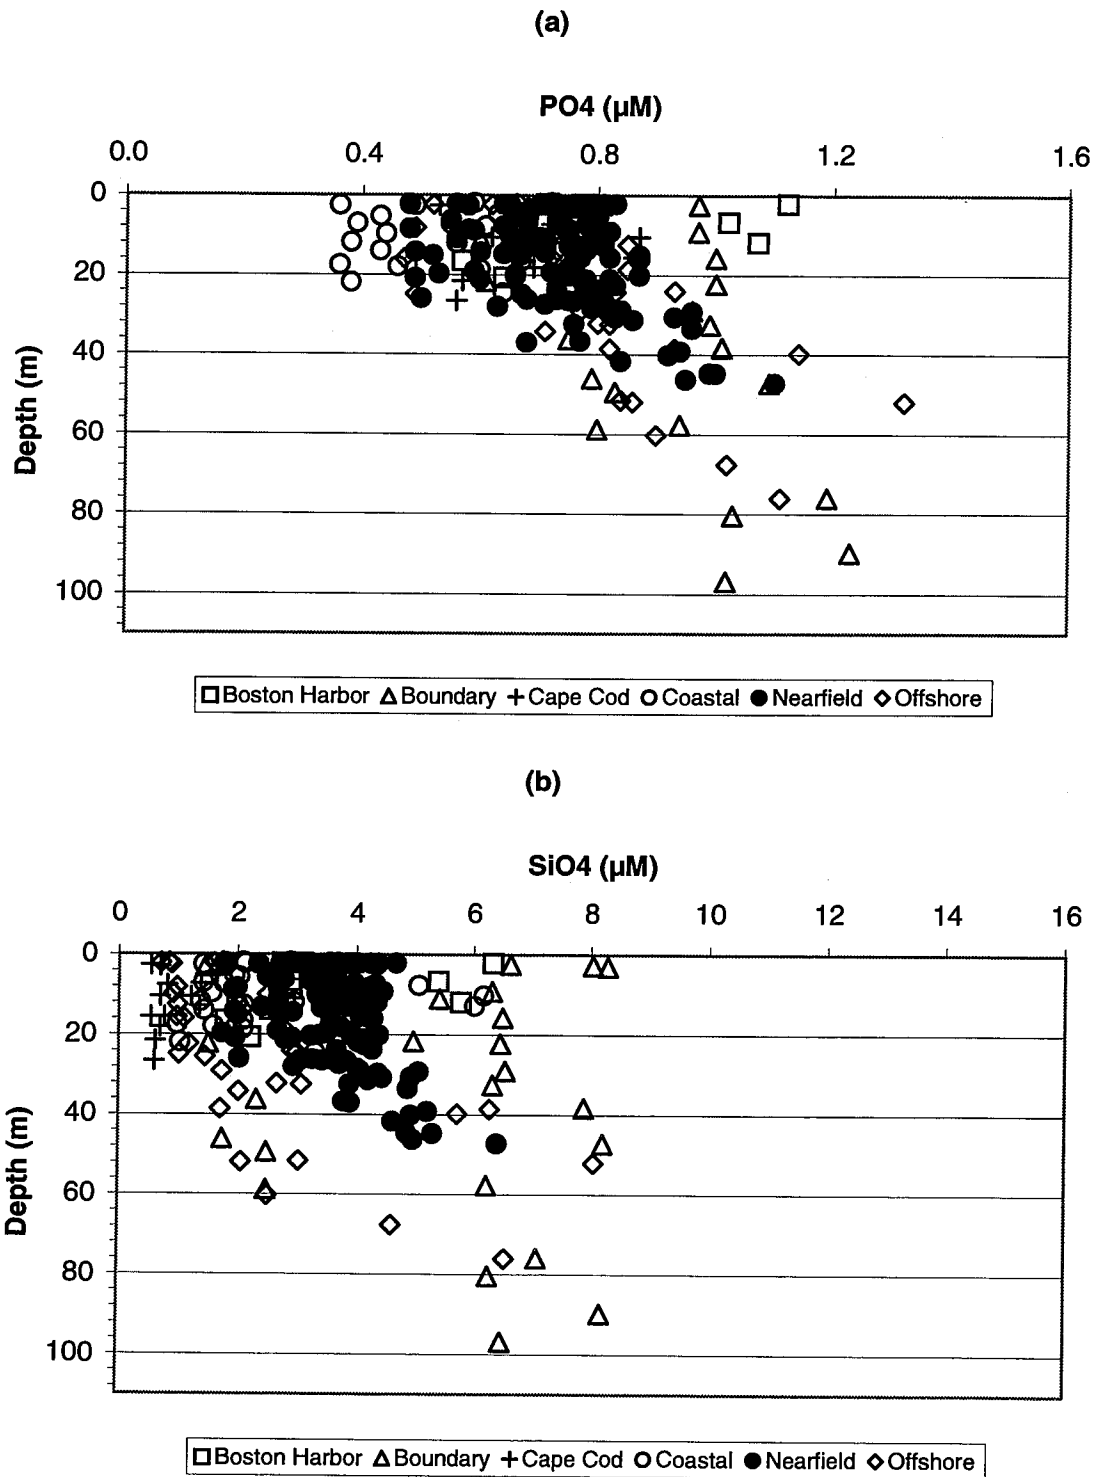 (a)
PO4 (µM)
0.0 0.4 0.8 1.2 1.6
0
20
40
60
80
100
Depth (m)
Boston Harbor Boundary Cape Cod Coastal Nearfield Offshore
(b)
SiO4 (µM)
0 2 4 6 8 10 12 14 16
0
20
40
60
80
100
Depth (m)
Boston Harbor Boundary Cape Cod Coastal Nearfield Offshore